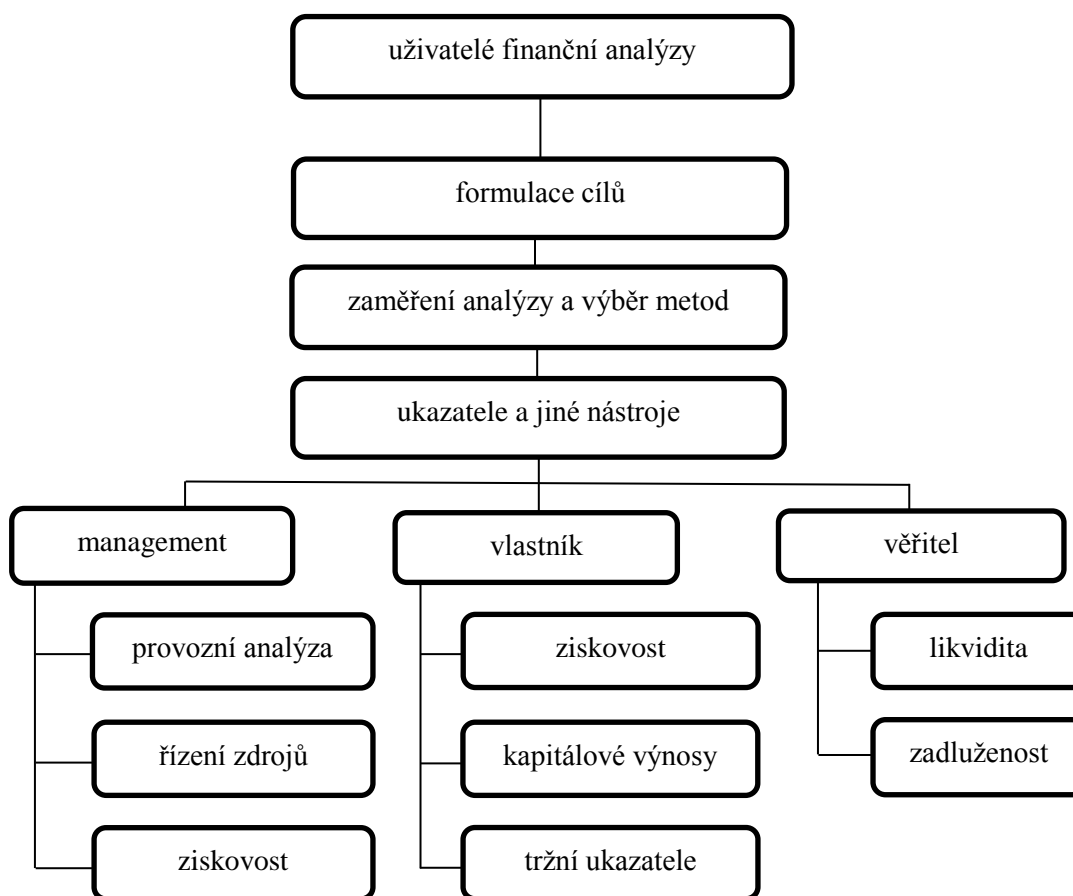 uživatelé finanční analýzy
formulace cílů
zaměření analýzy a výběr metod
ukazatele a jiné nástroje
management
vlastník
věřitel
provozní analýza
ziskovost
likvidita
řízení zdrojů
kapitálové výnosy
zadluženost
ziskovost
tržní ukazatele